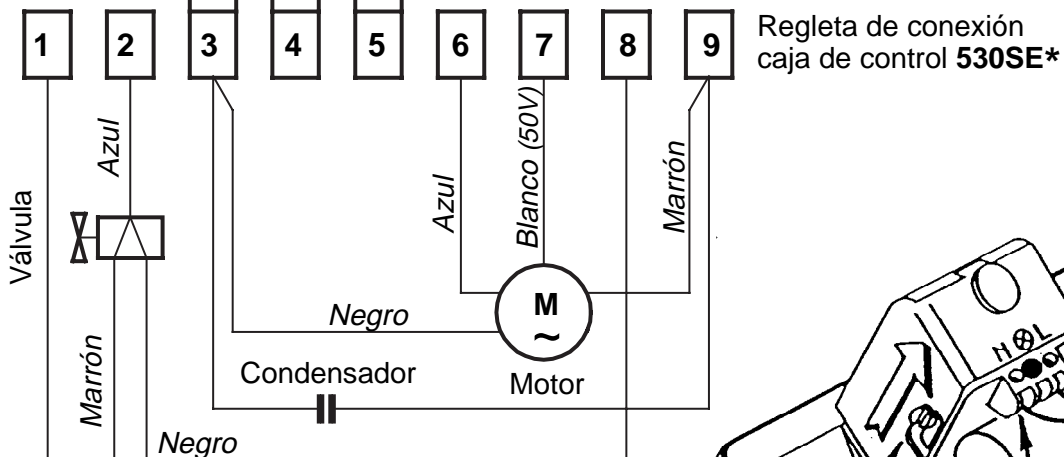 1 2 3 4 5 6 7 8 9
Regleta de conexión
caja de control 530SE*
Azul
Válvula
Azul
Blanco (50V)
Marrón
Negro
M
~
Condensador
Motor
Marrón
Negro
N L